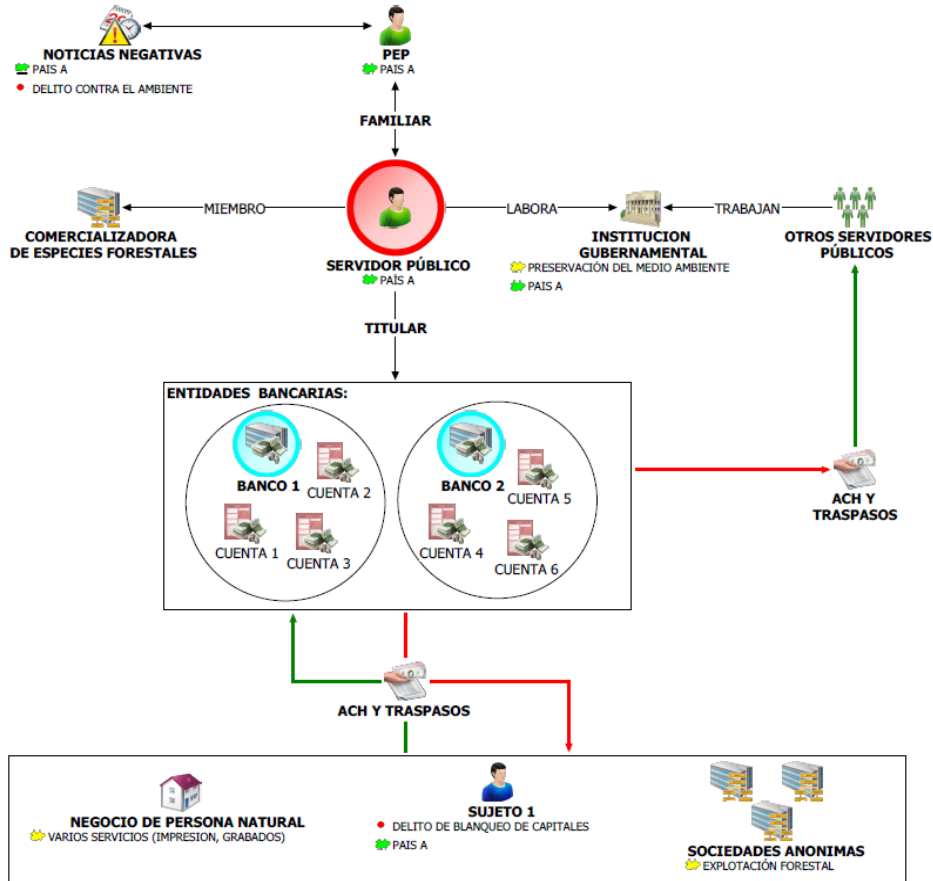 NOTICIAS NEGATIVAS
PAIS A
DELITO CONTRA EL AMBIENTE
PEP
PAIS A
FAMILIAR
COMERCIALIZADORA
DE ESPECIES FORESTALES
MIEMBRO
SERVIDOR PÚBLICO
PAÍS A
LABORA
INSTITUCION
GUBERNAMENTAL
PRESERVACIÓN DEL MEDIO AMBIENTE
PAIS A
TRABAJAN
OTROS SERVIDORES
PÚBLICOS
TITULAR
ENTIDADES BANCARIAS:
BANCO 1
CUENTA 2
CUENTA 1
CUENTA 3
BANCO 2
CUENTA 5
CUENTA 4
CUENTA 6
ACH Y
TRASPASOS
ACH Y TRASPASOS
NEGOCIO DE PERSONA NATURAL
VARIOS SERVICIOS (IMPRESION, GRABADOS)
SUJETO 1
DELITO DE BLANQUEO DE CAPITALES
PAIS A
SOCIEDADES ANONIMAS
EXPLOTACIÓN FORESTAL